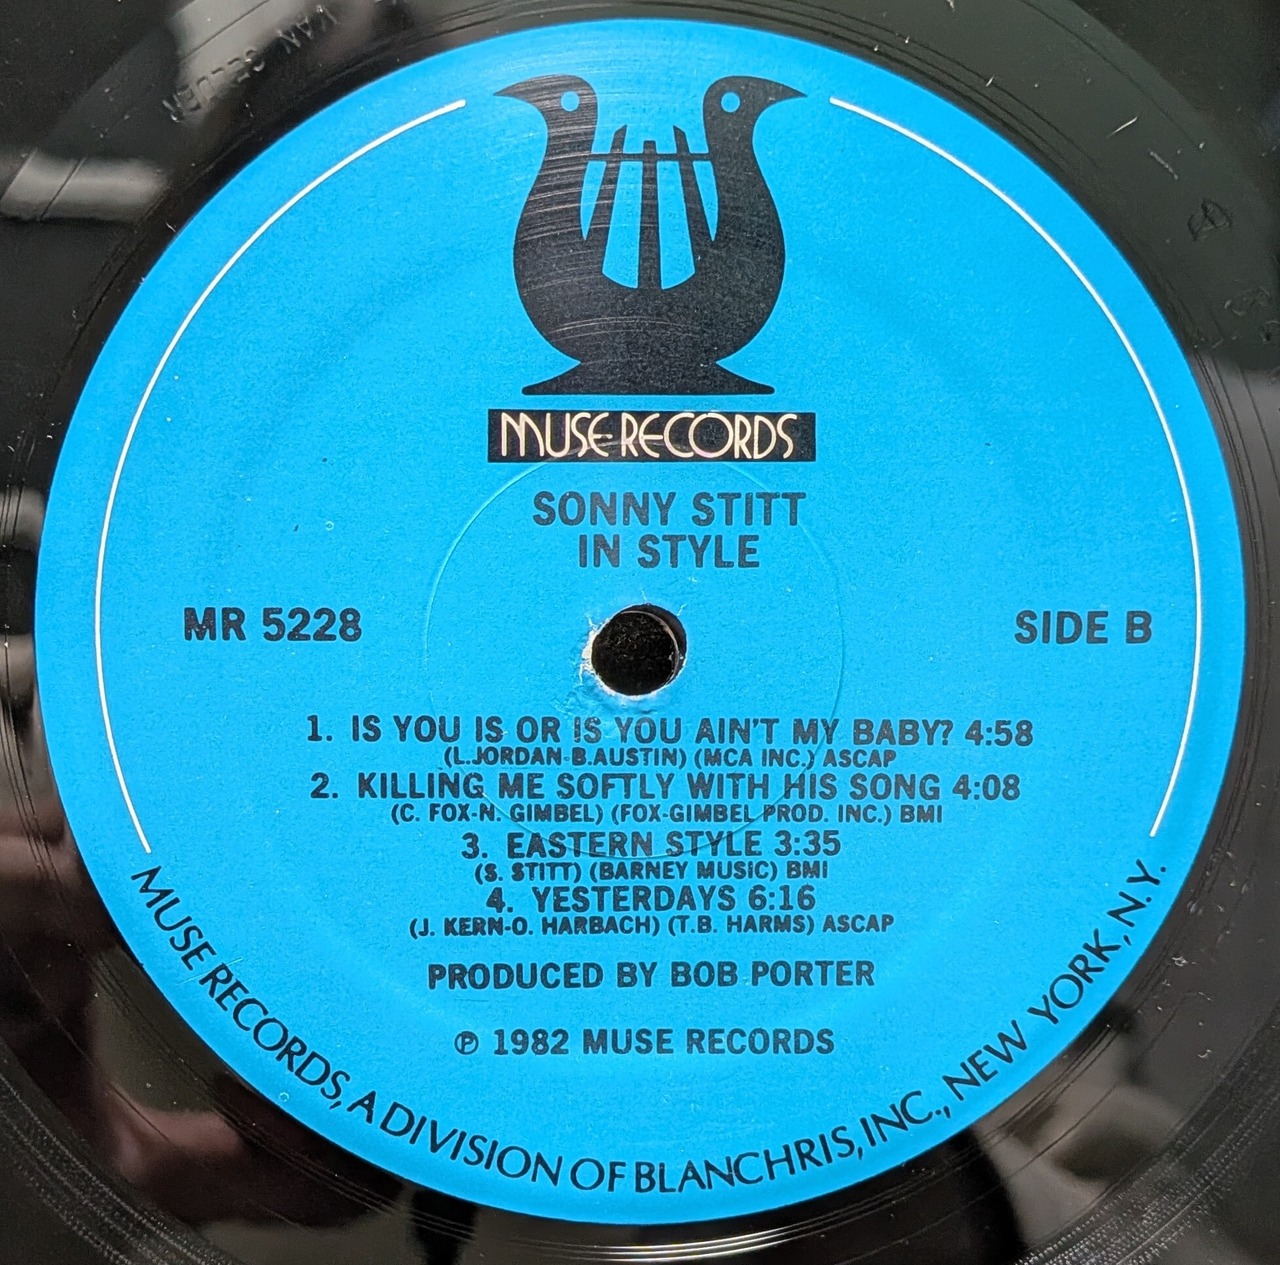 VAN GELDER
MUSE RECORDS
SONNY STITT
IN STYLE
MR 5228
SIDE B
1. IS YOU IS OR IS YOU AIN'T MY BABY? 4:58
(L.JORDAN-B.AUSTIN) (MCA INC.) ASCAP
2. KILLING ME SOFTLY WITH HIS SONG 4:08
(C. FOX-N. GIMBEL) (FOX-GIMBEL PROD. INC.) BMI
3. EASTERN STYLE 3:35
(S. STITT) (BARNEY MUSIC) BMI
4. YESTERDAYS 6:16
(J. KERN-O. HARBACH) (T.B. HARMS) ASCAP
PRODUCED BY BOB PORTER
℗ 1982 MUSE RECORDS
MUSE RECORDS, A DIVISION OF BLANCHRIS, INC., NEW YORK, N.Y.